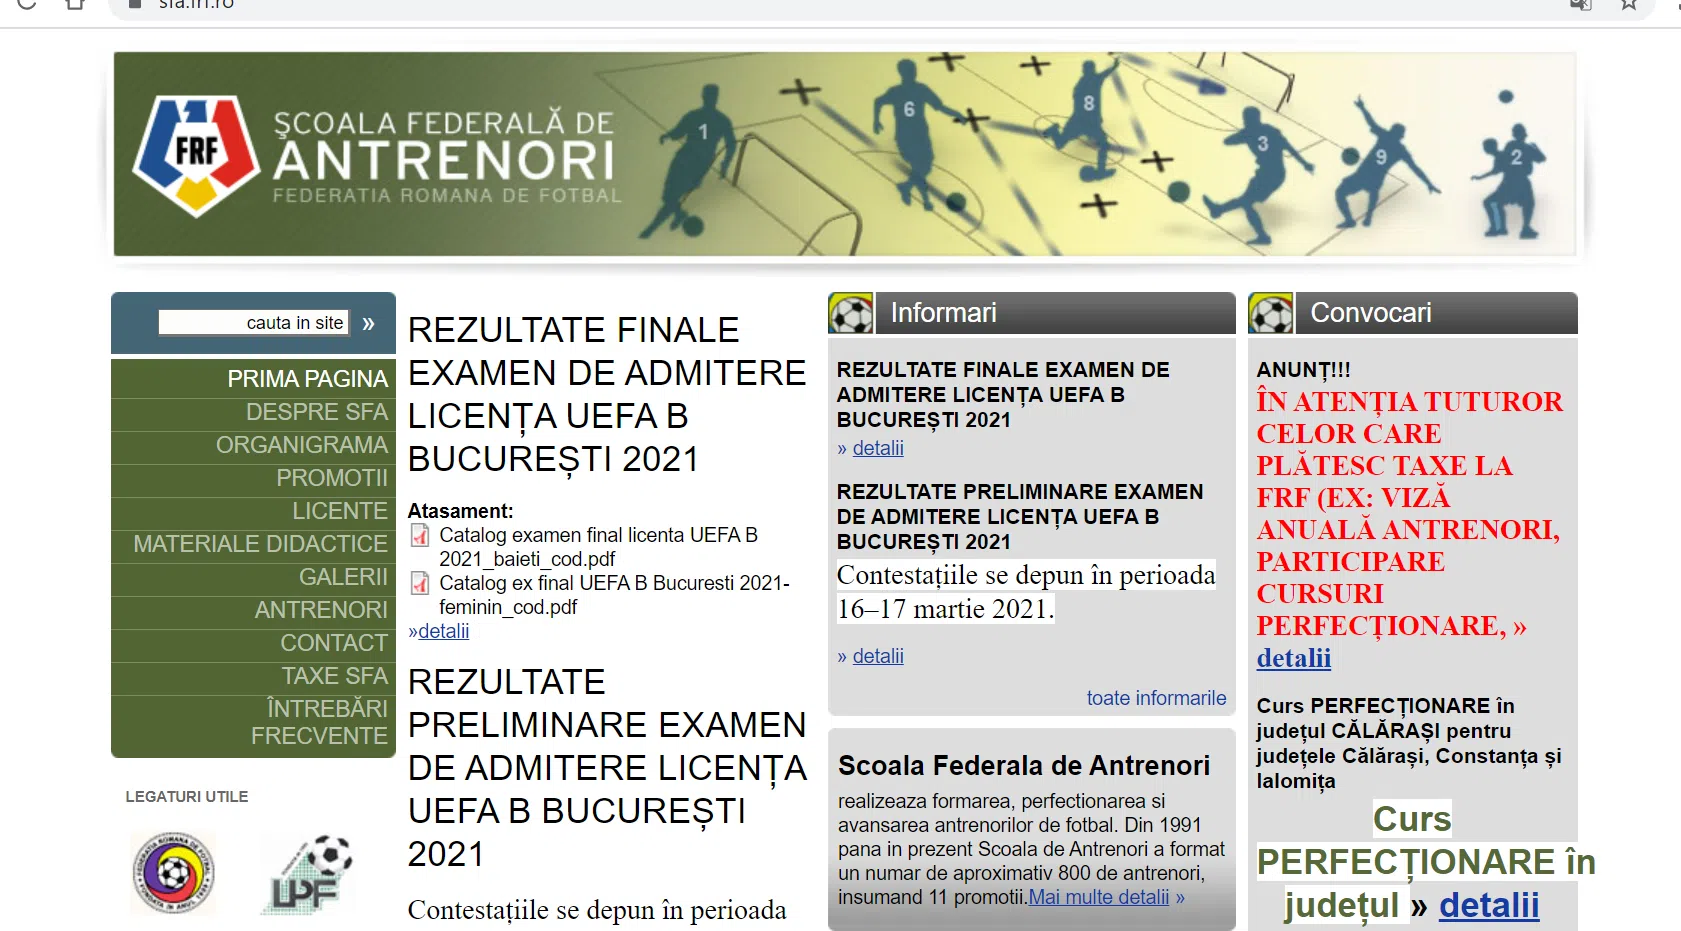 sfa.frf.ro
FRF
ȘCOALA FEDERALĂ DE
ANTRENORI
FEDERATIA ROMANA DE FOTBAL
1
6
8
3
9
2
cauta in site »
PRIMA PAGINA
DESPRE SFA
ORGANIGRAMA
PROMOTII
LICENTE
MATERIALE DIDACTICE
GALERII
ANTRENORI
CONTACT
TAXE SFA
ÎNTREBĂRI
FRECVENTE
LEGATURI UTILE
LPF
REZULTATE FINALE
EXAMEN DE ADMITERE
LICENȚA UEFA B
BUCUREȘTI 2021
Atasament:
Catalog examen final licenta UEFA B
2021_baieti_cod.pdf
Catalog ex final UEFA B Bucuresti 2021-
feminin_cod.pdf
»detalii
REZULTATE
PRELIMINARE EXAMEN
DE ADMITERE LICENȚA
UEFA B BUCUREȘTI
2021
Contestațiile se depun în perioada
Informari
REZULTATE FINALE EXAMEN DE
ADMITERE LICENȚA UEFA B
BUCUREȘTI 2021
» detalii
REZULTATE PRELIMINARE EXAMEN
DE ADMITERE LICENȚA UEFA B
BUCUREȘTI 2021
Contestațiile se depun în perioada
16–17 martie 2021.
» detalii
toate informarile
Scoala Federala de Antrenori
realizeaza formarea, perfectionarea si
avansarea antrenorilor de fotbal. Din 1991
pana in prezent Scoala de Antrenori a format
un numar de aproximativ 800 de antrenori,
insumand 11 promotii.Mai multe detalii »
Convocari
ANUNȚ!!!
ÎN ATENȚIA TUTUROR
CELOR CARE
PLĂTESC TAXE LA
FRF (EX: VIZĂ
ANUALĂ ANTRENORI,
PARTICIPARE
CURSURI
PERFECȚIONARE, »
detalii
Curs PERFECȚIONARE în
județul CĂLĂRAȘI pentru
județele Călărași, Constanța și
Ialomița
Curs
PERFECȚIONARE în
județul » detalii